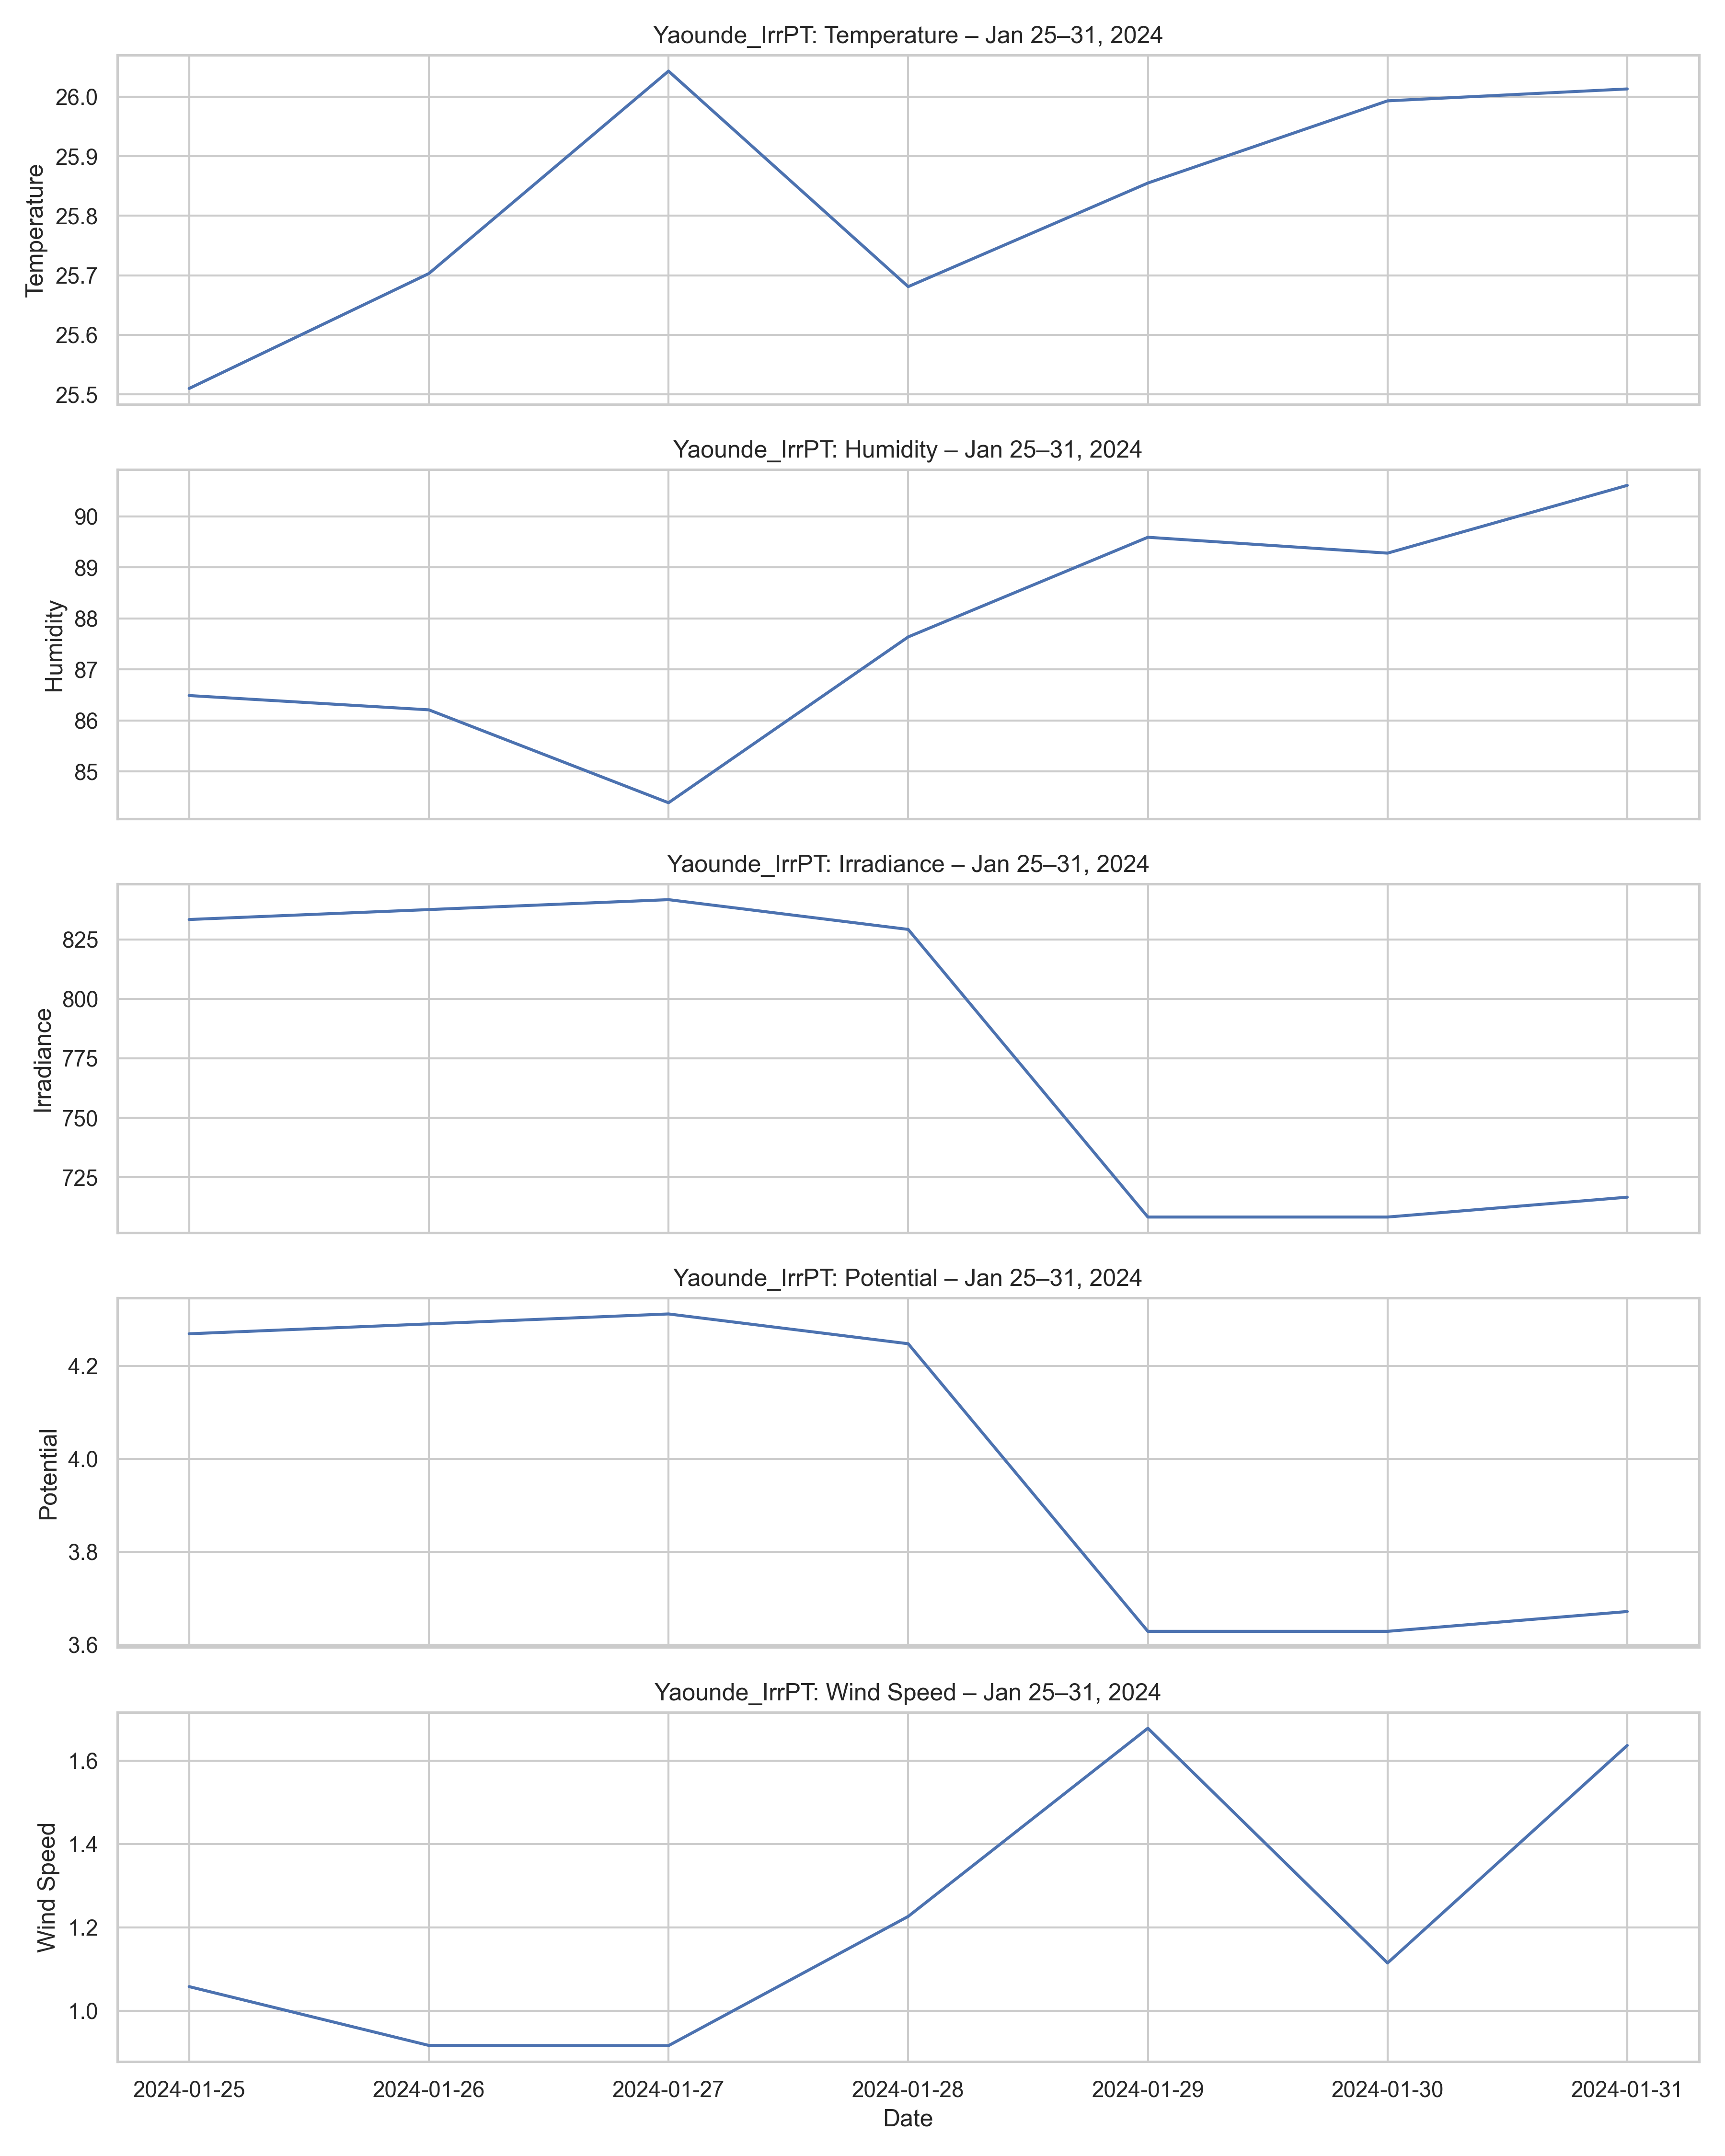 Yaounde_IrrPT: Temperature – Jan 25–31, 2024
Temperature
26.0
25.9
25.8
25.7
25.6
25.5
Yaounde_IrrPT: Humidity – Jan 25–31, 2024
Humidity
90
89
88
87
86
85
Yaounde_IrrPT: Irradiance – Jan 25–31, 2024
Irradiance
825
800
775
750
725
Yaounde_IrrPT: Potential – Jan 25–31, 2024
Potential
4.2
4.0
3.8
3.6
Yaounde_IrrPT: Wind Speed – Jan 25–31, 2024
Wind Speed
1.6
1.4
1.2
1.0
2024-01-25 2024-01-26 2024-01-27 2024-01-28 2024-01-29 2024-01-30 2024-01-31
Date